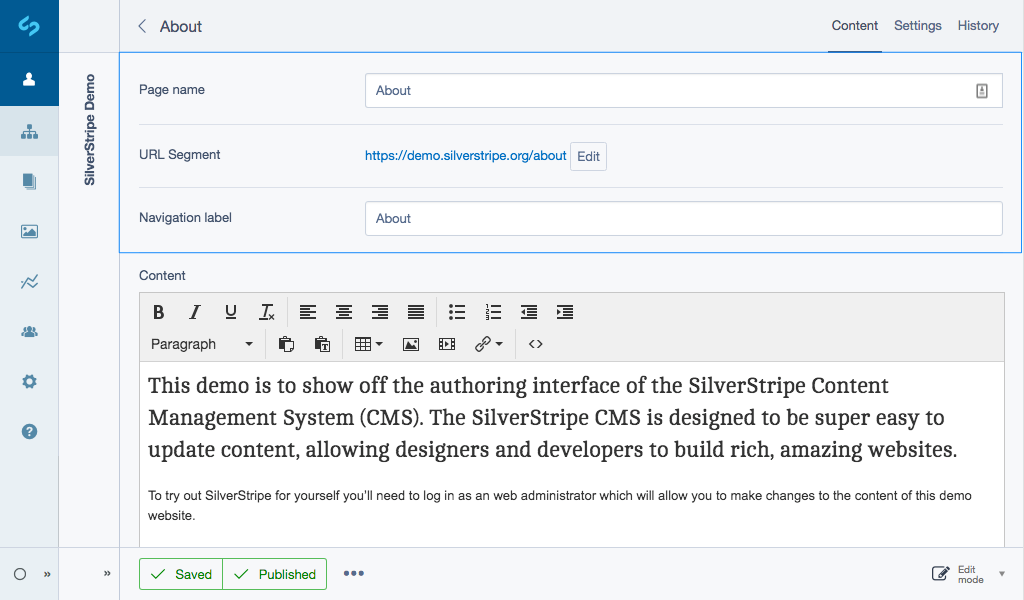 About
Content Settings History
SilverStripe Demo
Page name
About
URL Segment
https://demo.silverstripe.org/about Edit
Navigation label
About
Content
B I U Tx
Paragraph
This demo is to show off the authoring interface of the SilverStripe Content
Management System (CMS). The SilverStripe CMS is designed to be super easy to
update content, allowing designers and developers to build rich, amazing websites.
To try out SilverStripe for yourself you'll need to log in as an web administrator which will allow you to make changes to the content of this demo
website.
» »
Saved Published •••
Edit
mode